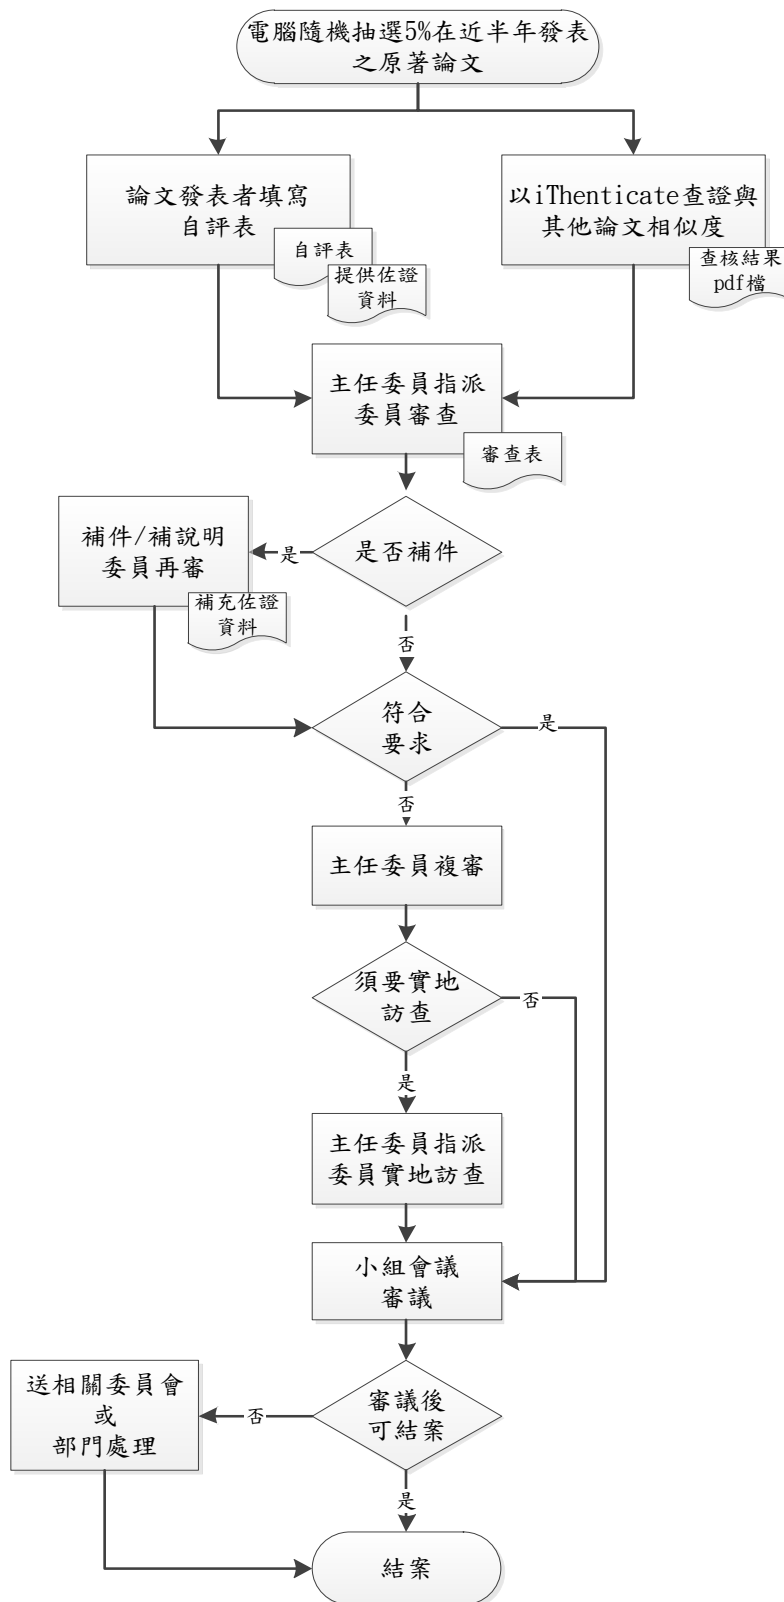 電腦隨機抽選5%在近半年發表
之原著論文
論文發表者填寫
自評表
自評表
提供佐證
資料
以iThenticate查證與
其他論文相似度
查核結果
pdf檔
主任委員指派
委員審查
審查表
是否補件
是
補件/補說明
委員再審
補充佐證
資料
否
符合
要求
是
否
主任委員複審
須要實地
訪查
否
是
主任委員指派
委員實地訪查
小組會議
審議
審議後
可結案
否
送相關委員會
或
部門處理
是
結案